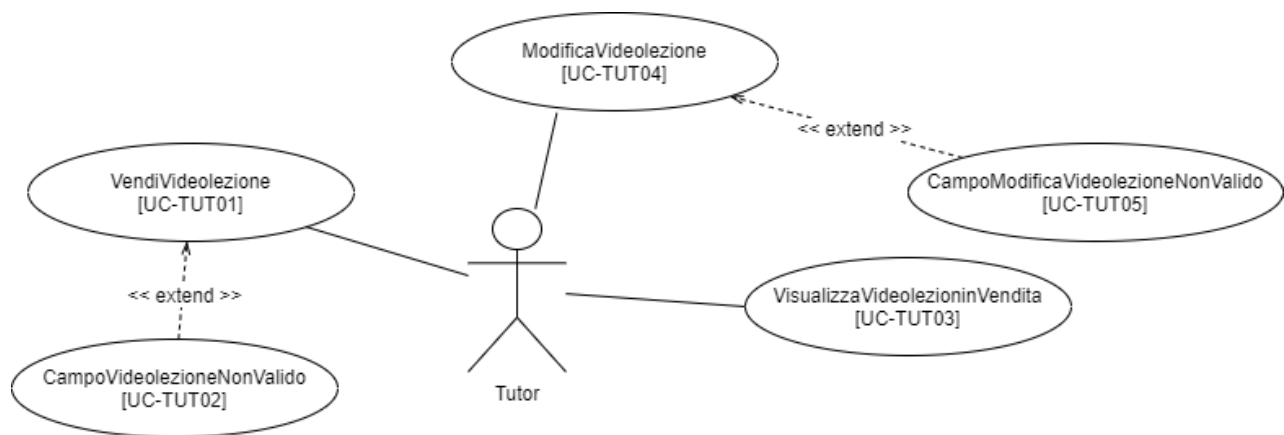 ModificaVideolezione
[UC-TUT04]
<< extend >>
VendiVideolezione
[UC-TUT01]
CampoModificaVideolezioneNonValido
[UC-TUT05]
<< extend >>
VisualizzaVideolezioninVendita
[UC-TUT03]
CampoVideolezioneNonValido
[UC-TUT02]
Tutor